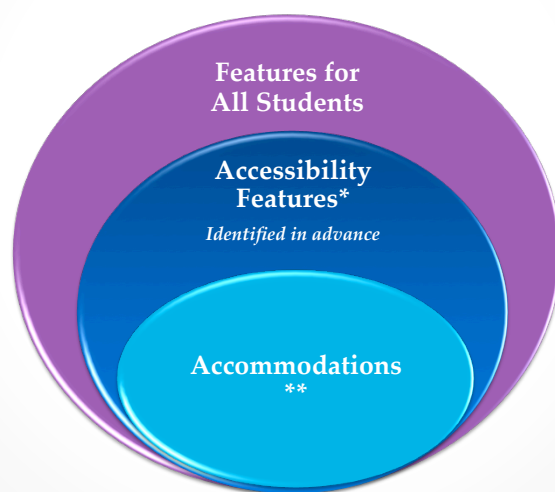 Features for
All Students
Accessibility
Features*
Identified in advance
Accommodations
**